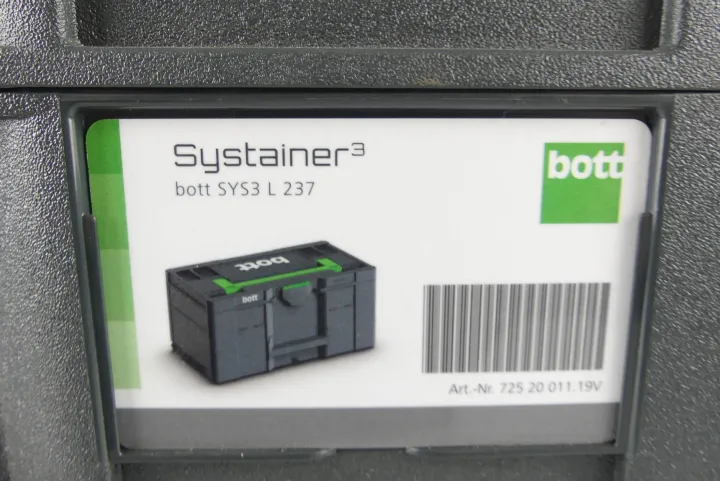 Systainer³
bott SYS3 L 237
bott
bott
bott
Art.-Nr. 725 20 011.19V